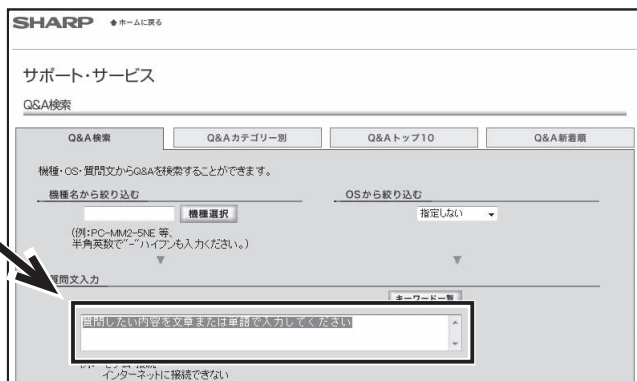 SHARP ホームに戻る
サポート・サービス
Q&A検索
Q&A検索 Q&Aカテゴリー別 Q&Aトップ10 Q&A新着順
機種・OS・質問文からQ&Aを検索することができます。
機種名から絞り込む OSから絞り込む
機種選択 指定しない
(例:PC-MM2-5NE 等、
半角英数で"-"ハイフンも入力ください。)
質問文入力
キーワード一覧
質問したい内容を文章または単語で入力してください
インターネットに接続できない